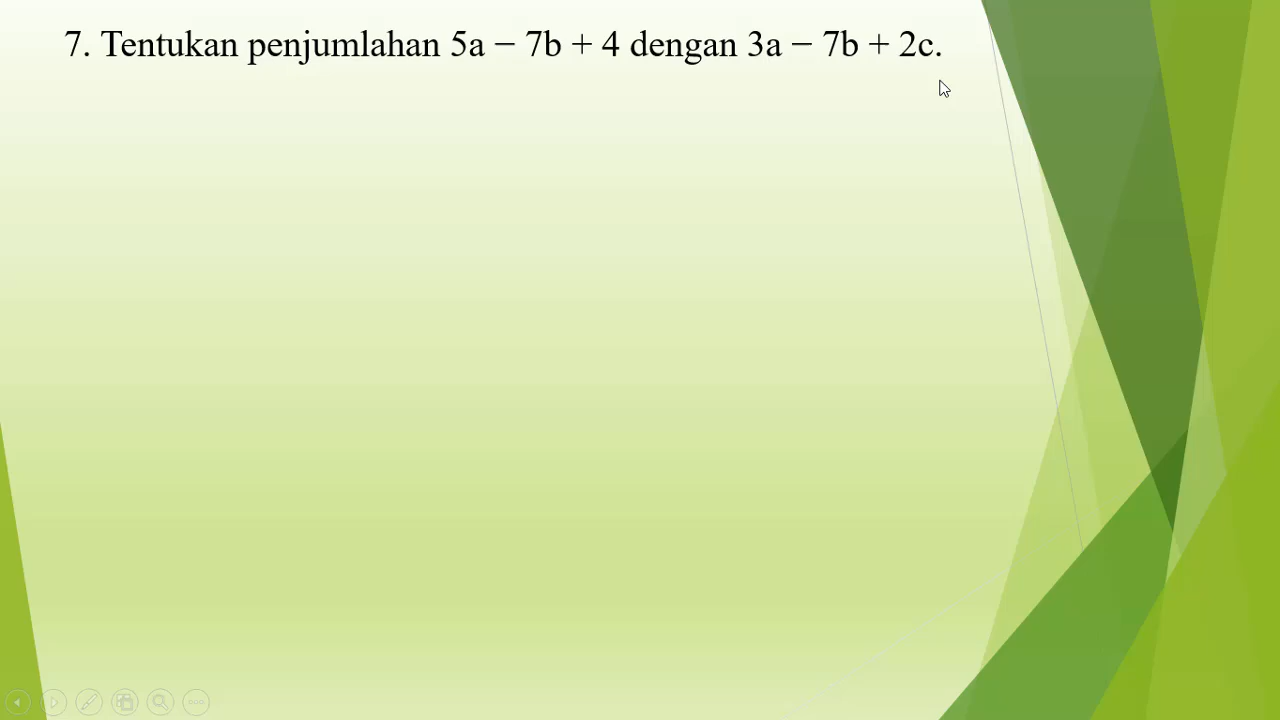 7. Tentukan penjumlahan 5a − 7b + 4 dengan 3a − 7b + 2c.